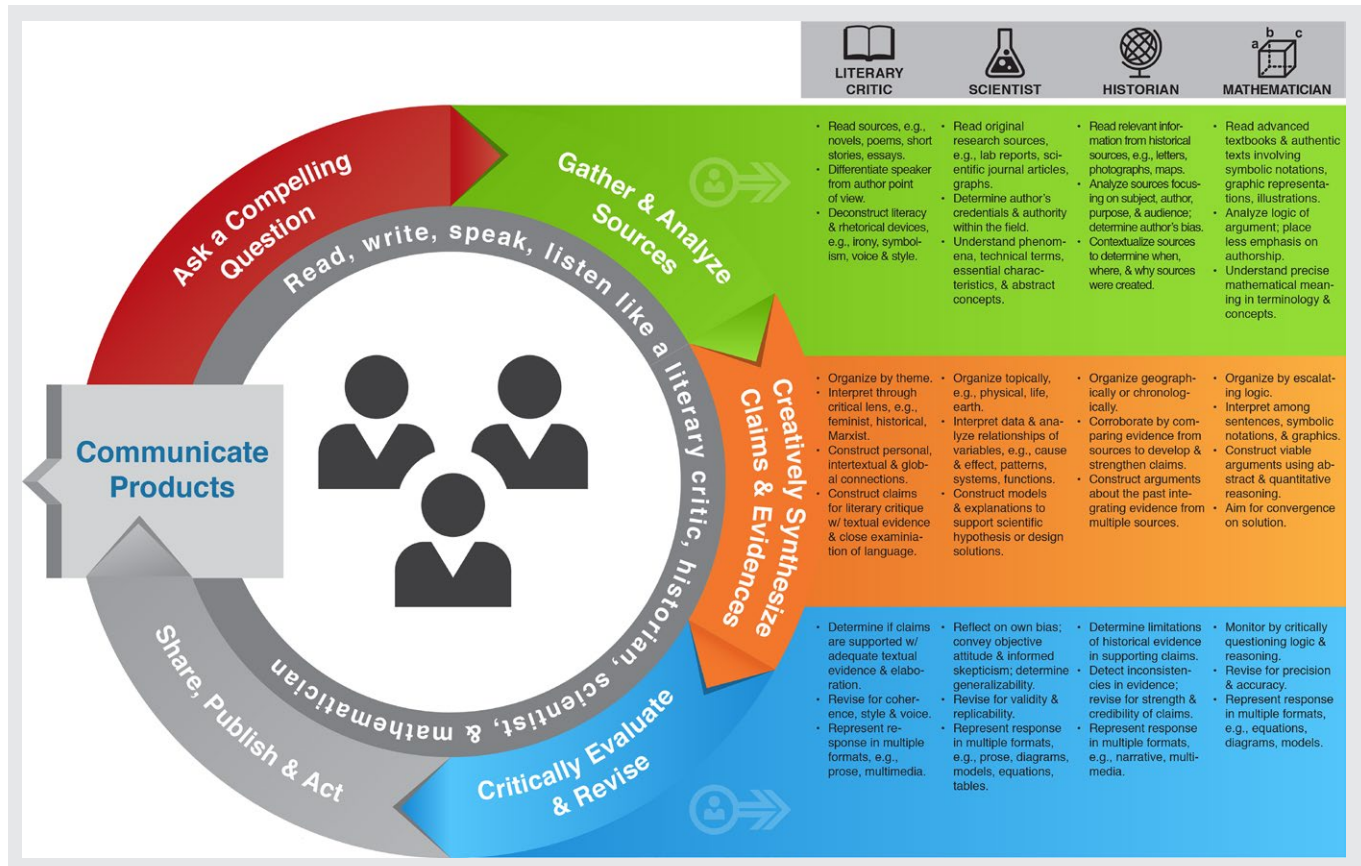 a
b
c
LITERARY
CRITIC
SCIENTIST
HISTORIAN
MATHEMATICIAN
Ask a Compelling
Question
Gather & Analyze
Sources
• Read sources, e.g.,
novels, poems, short
stories, essays.
• Differentiate speaker
from author point
of view.
• Deconstruct literacy
& rhetorical devices,
e.g., irony, symbol-
ism, voice & style.
• Read original
research sources,
e.g., lab reports, sci-
entific journal articles,
graphs.
• Determine author's
credentials & authority
within the field.
• Understand phenom-
ena, technical terms,
essential charac-
teristics, & abstract
concepts.
• Read relevant infor-
mation from historical
sources, e.g., letters,
photographs, maps.
• Analyze sources focus-
ing on subject, author,
purpose, & audience;
determine author's bias.
• Contextualize sources
to determine when,
where, & why sources
were created.
• Read advanced
textbooks & authentic
texts involving
symbolic notations,
graphic representa-
tions, illustrations.
• Analyze logic of
argument; place
less emphasis on
authorship.
• Understand precise
mathematical mean-
ing in terminology &
concepts.
Read, write, speak, listen like a literary critic, historian, scientist, & mathematician
Creatively Synthesize
Claims & Evidences
• Organize by theme.
• Interpret through
critical lens, e.g.,
feminist, historical,
Marxist.
• Construct personal,
intertextual & glob-
al connections.
• Construct claims
for literary critique
w/ textual evidence
& close examinia-
tion of language.
• Organize topically,
e.g., physical, life,
earth.
• Interpret data & ana-
lyze relationships of
variables, e.g., cause
& effect, patterns,
systems, functions.
• Construct models
& explanations to
support scientific
hypothesis or design
solutions.
• Organize geograph-
ically or chronolog-
ically.
• Corroborate by com-
paring evidence from
sources to develop &
strengthen claims.
• Construct arguments
about the past inte-
grating evidence from
multiple sources.
• Organize by escalat-
ing logic.
• Interpret among
sentences, symbolic
notations, & graphics.
• Construct viable
arguments using ab-
stract & quantitative
reasoning.
• Aim for convergence
on solution.
Communicate
Products
Critically Evaluate
& Revise
• Determine if claims
are supported w/
adequate textual
evidence & elabo-
ration.
• Revise for coher-
ence, style & voice.
• Represent re-
sponse in multiple
formats, e.g.,
prose, multimedia.
• Reflect on own bias;
convey objective
attitude & informed
skepticism; determine
generalizability.
• Revise for validity &
replicability.
• Represent response
in multiple formats,
e.g., prose, diagrams,
models, equations,
tables.
• Determine limitations
of historical evidence
in supporting claims.
• Detect inconsisten-
cies in evidence;
revise for strength &
credibility of claims.
• Represent response
in multiple formats,
e.g., narrative, multi-
media.
• Monitor by critically
questioning logic &
reasoning.
• Revise for precision
& accuracy.
• Represent response
in multiple formats,
e.g., equations,
diagrams, models.
Share, Publish & Act